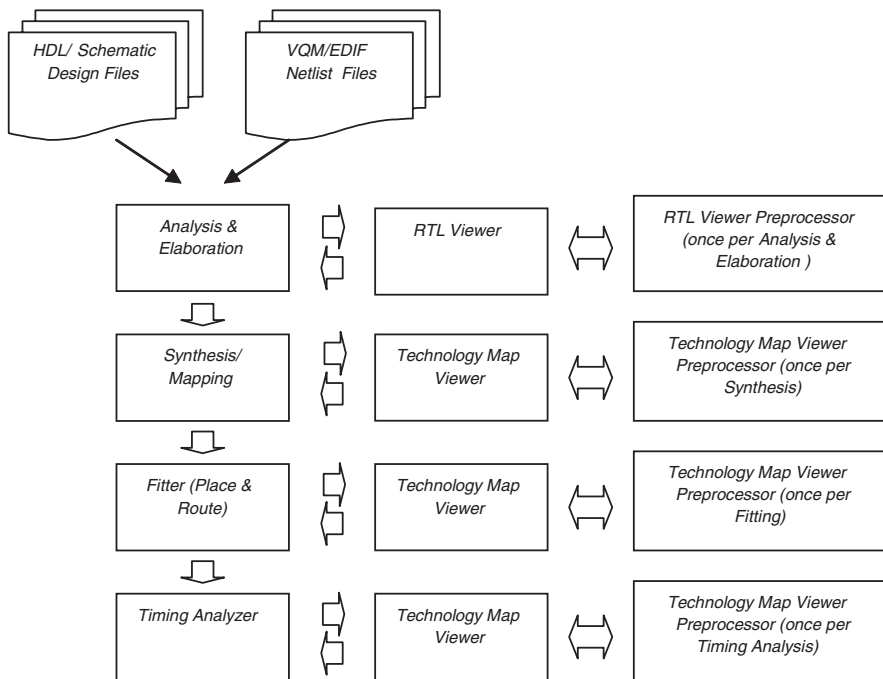 HDL/ Schematic
Design Files
VQM/EDIF
Netlist Files
Analysis &
Elaboration
RTL Viewer
RTL Viewer Preprocessor
(once per Analysis &
Elaboration )
Synthesis/
Mapping
Technology Map
Viewer
Technology Map Viewer
Preprocessor (once per
Synthesis)
Fitter (Place &
Route)
Technology Map
Viewer
Technology Map Viewer
Preprocessor (once per
Fitting)
Timing Analyzer
Technology Map
Viewer
Technology Map Viewer
Preprocessor (once per
Timing Analysis)